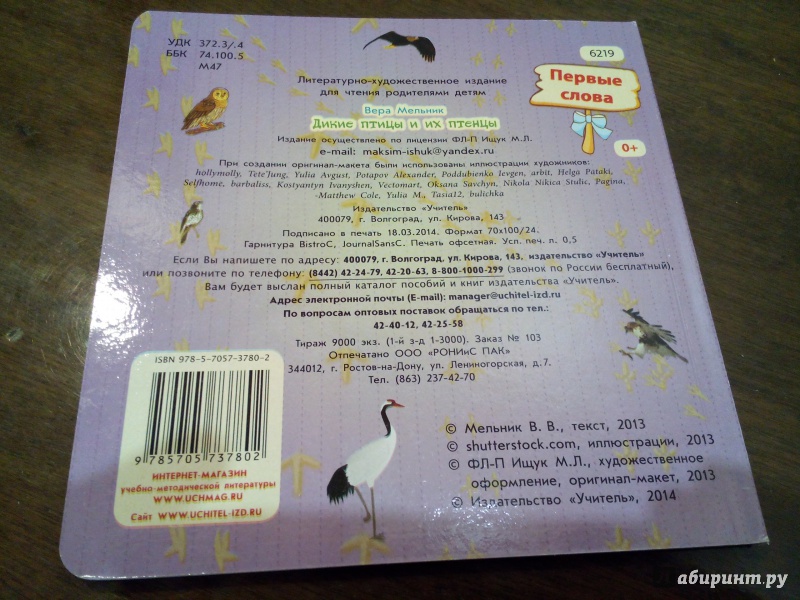 УДК 372.3/.4
ББК 74.100.5
М47
6219
Первые
слова
0+
Литературно-художественное издание
для чтения родителями детям
Вера Мельник
Дикие птицы и их птенцы
Издание осуществлено по лицензии ФЛ-П Ищук М.Л.
e-mail: maksim-ishuk@yandex.ru
При создании оригинал-макета были использованы иллюстрации художников:
hollymolly, Tete'Jung, Yulia Avgust, Potapov Alexander, Poddubienko Ievgen, arbit, Helga Pataki,
Selfhome, barbaliss, Kostyantyn Ivanyshen, Vectomart, Oksana Savchyn, Nikola Nikica Stulic, Pagina,
Matthew Cole, Yulia M, Tasia12, bulichka
Издательство «Учитель»
400079, г. Волгоград, ул. Кирова, 143
Подписано в печать 18.03.2014. Формат 70х100/24.
Гарнитура BistroC, JournalSansC. Печать офсетная. Усл. печ. л. 0,5
Если Вы напишете по адресу: 400079, г. Волгоград, ул. Кирова, 143, издательство «Учитель»
или позвоните по телефону: (8442) 42-24-79, 42-20-63, 8-800-1000-299 (звонок по России бесплатный),
Вам будет выслан полный каталог пособий и книг издательства «Учитель».
Адрес электронной почты (E-mail): manager@uchitel-izd.ru
По вопросам оптовых поставок обращаться по тел.:
42-40-12, 42-25-58
Тираж 9000 экз. (1-й з-д 1-3000). Заказ № 103
Отпечатано ООО «РОНИиС ПАК»
344012, г. Ростов-на-Дону, ул. Лениногорская, д.7.
Тел. (863) 237-42-70
ISBN 978-5-7057-3780-2
9 785705 737802
ИНТЕРНЕТ-МАГАЗИН
учебно-методической литературы
WWW.UCHMAG.RU
Сайт WWW.UCHITEL-IZD.RU
© Мельник В. В., текст, 2013
© shutterstock.com, иллюстрации, 2013
© ФЛ-П Ищук М.Л., художественное
оформление, оригинал-макет, 2013
© Издательство «Учитель», 2014
Лабиринт.ру